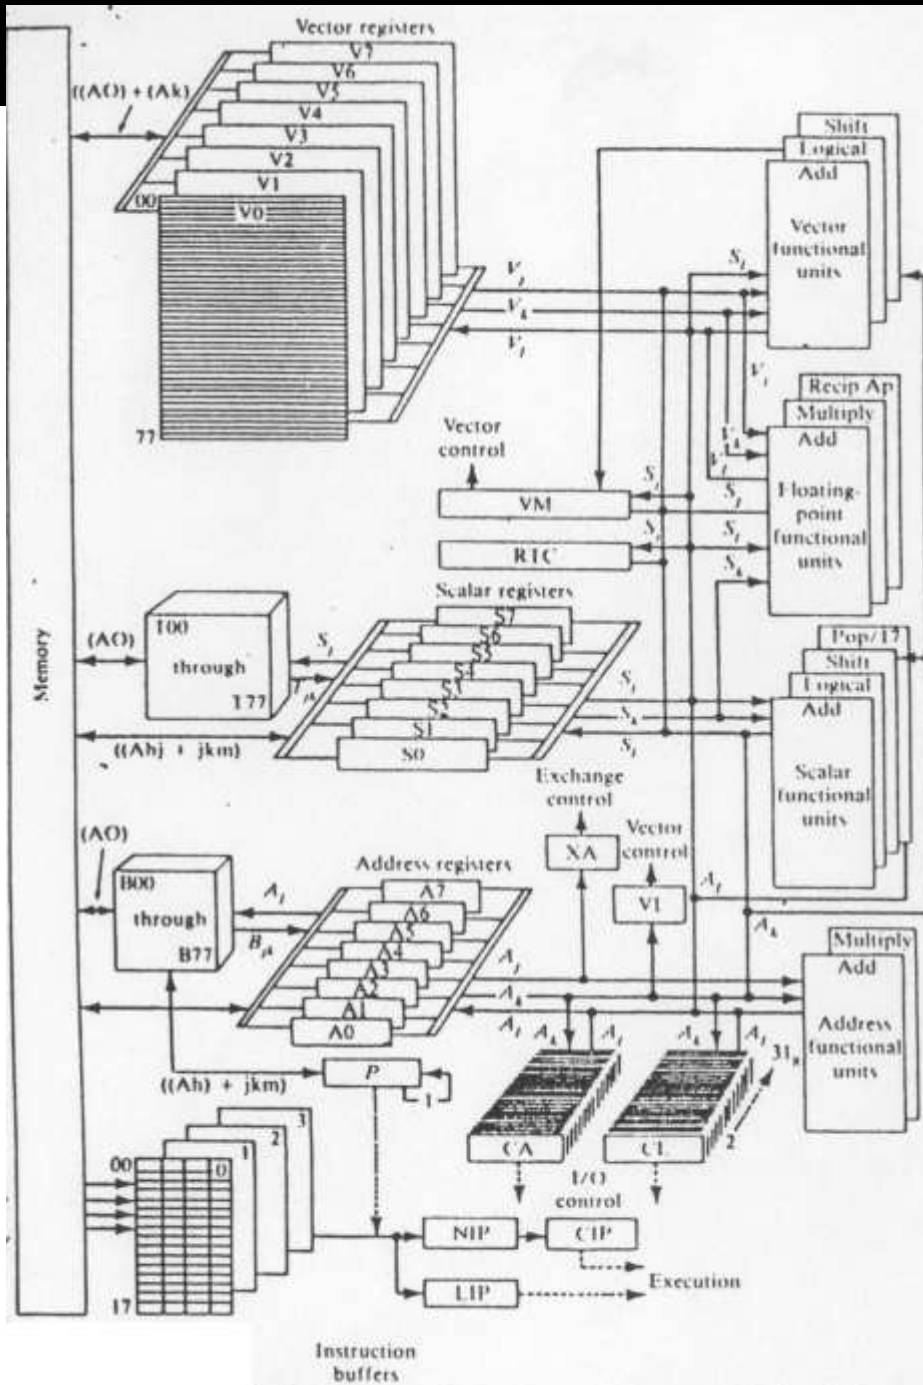 Vector registers
V7
V6
V5
V4
V3
V2
V1
V0
00
77
((AO) + (Ak)
Shift
Logical
Add
Vector
functional
units
Recip Ap
Multiply
Add
Floating-
point
functional
units
Vector
control
VM
RTC
Memory
Scalar registers
S7
S6
S5
S4
S3
S2
S1
S0
(AO)
T00
through
T77
((Ahj + jkm)
Pop/17
Shift
Logical
Add
Scalar
functional
units
Exchange
control
XA
Vector
control
VL
Address registers
A7
A6
A5
A4
A3
A2
A1
A0
(AO)
B00
through
B77
Bjk
Multiply
Add
Address
functional
units
((Ah) + jkm)
P
1
CA
CL
2
31
I/O
control
3
2
1
0
00
17
NIP
CIP
LIP
Execution
Instruction
buffers